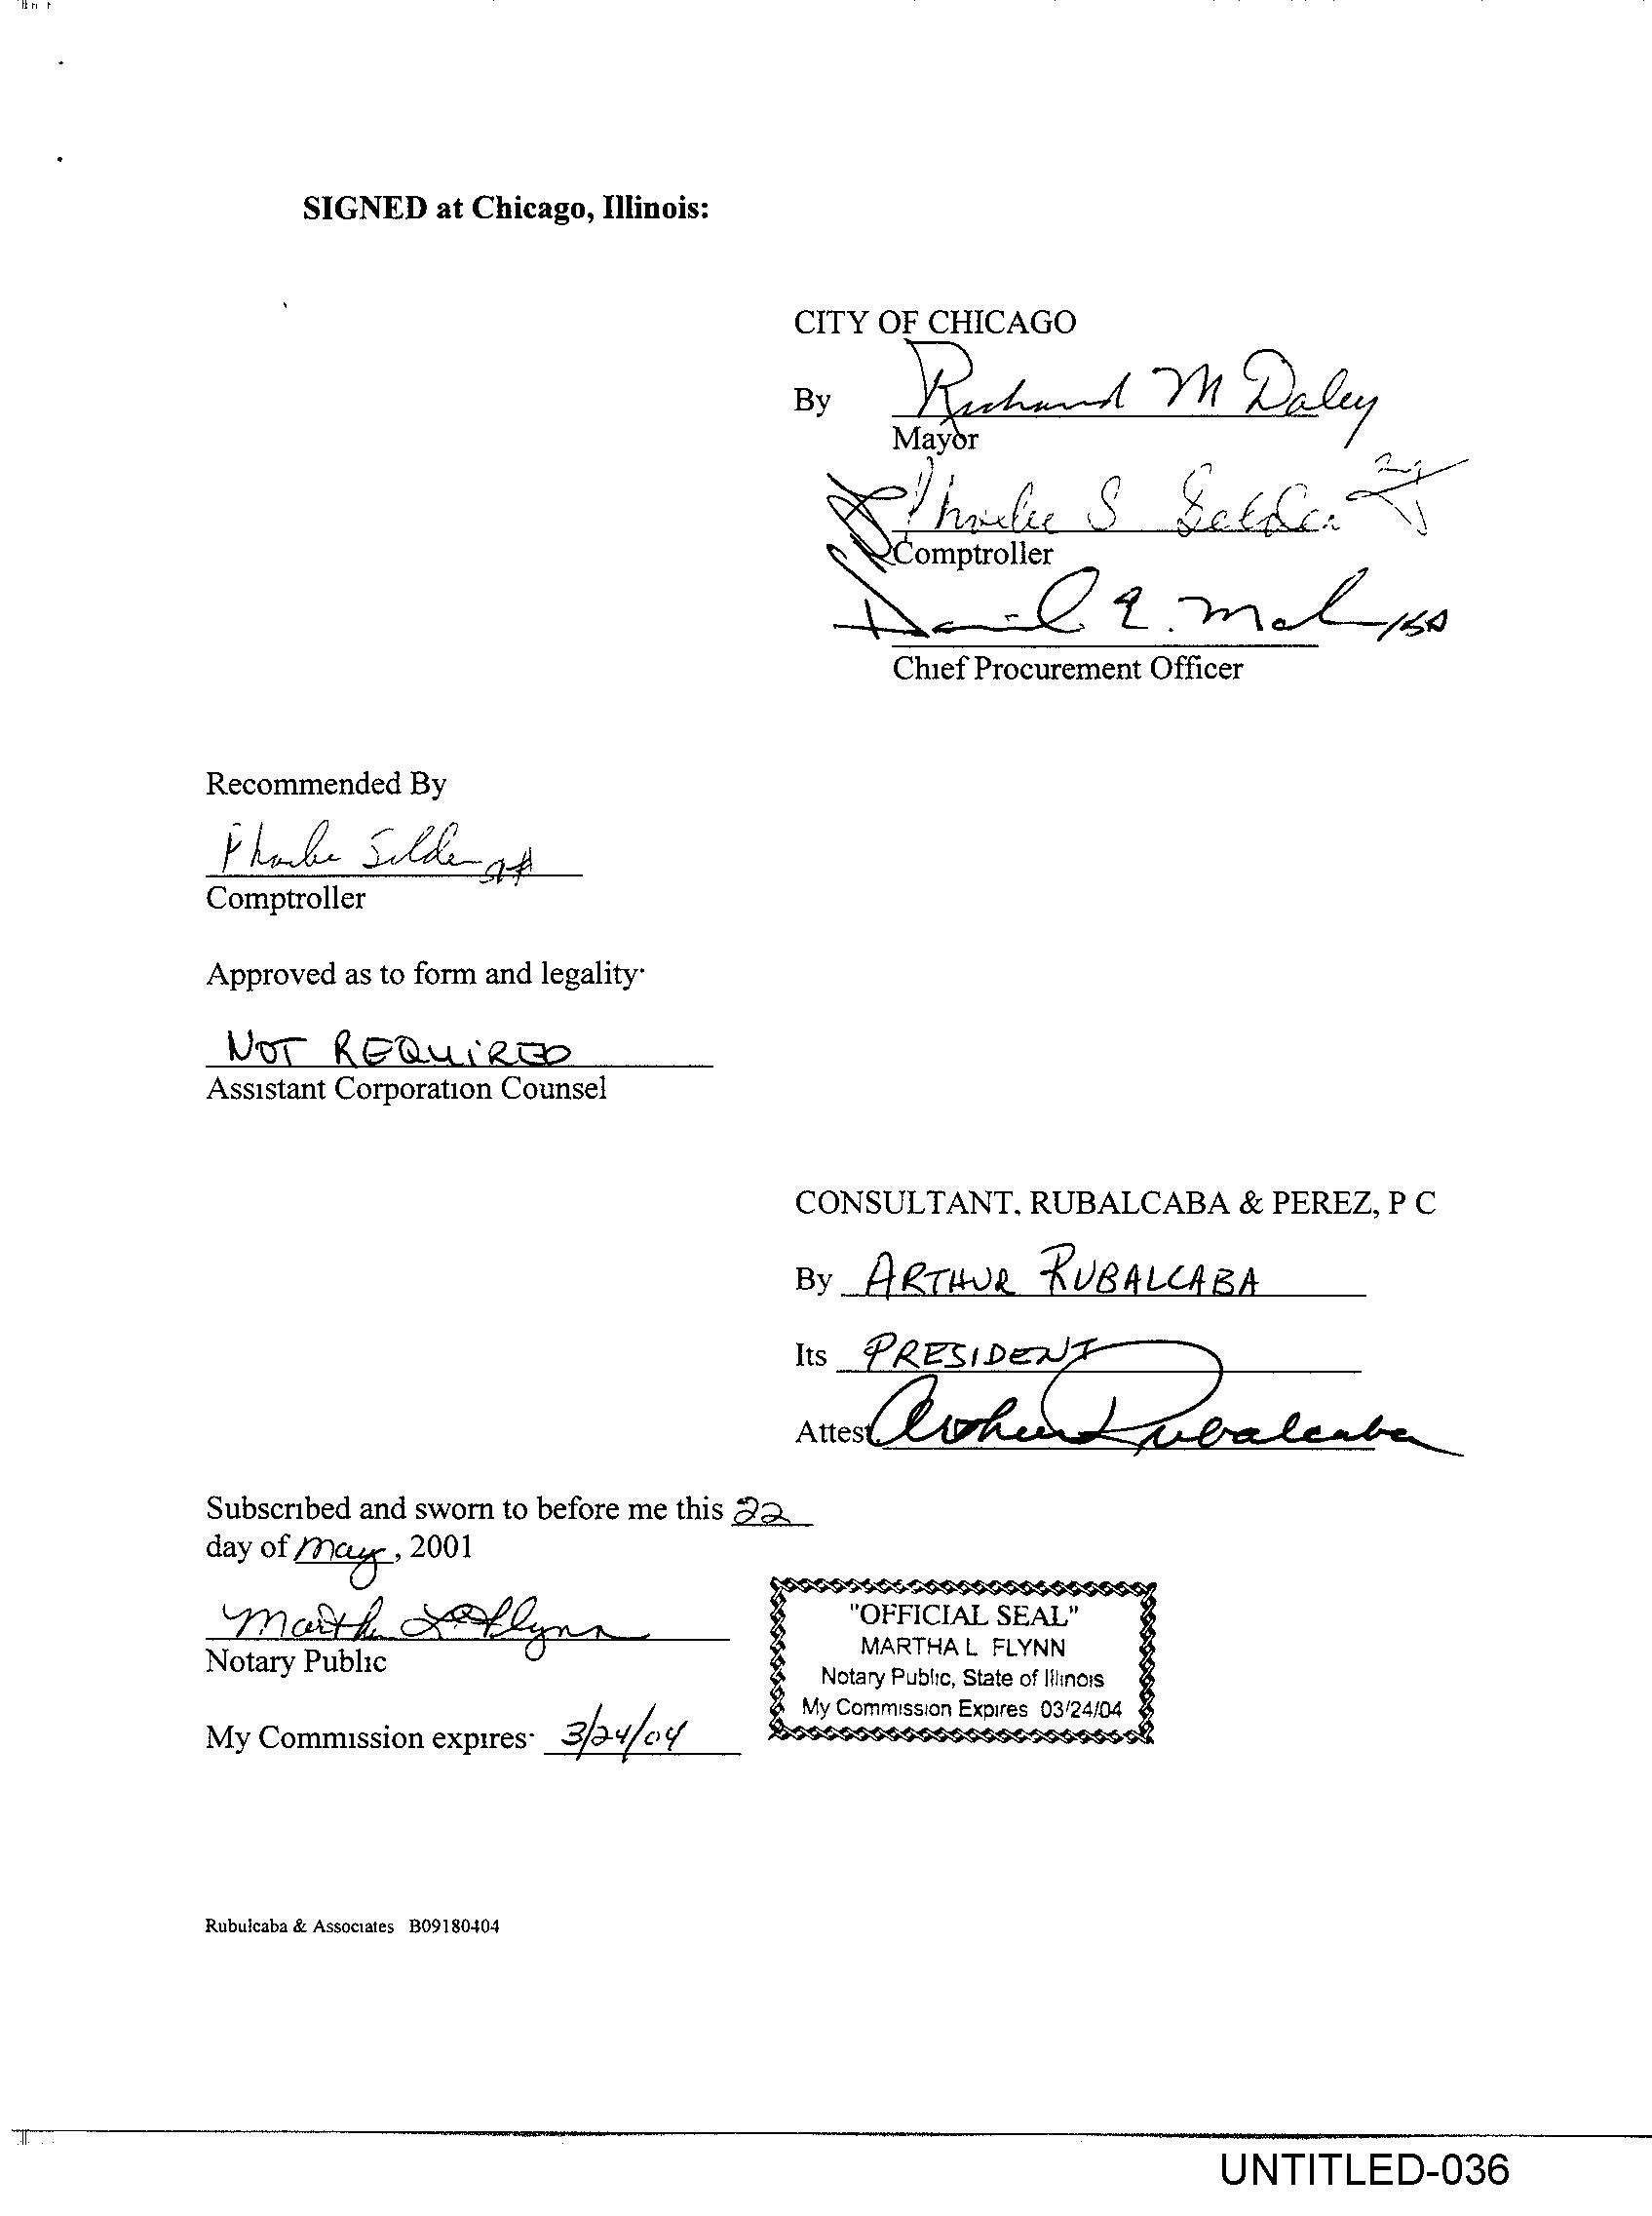 SIGNED at Chicago, Illinois:
CITY OF CHICAGO
By Richard M Daley
Mayor
Phoebe S Selden
Comptroller
Daniel E.
Chief Procurement Officer
Recommended By
Phoebe Selden
Comptroller
Approved as to form and legality
NOT REQUIRED
Assistant Corporation Counsel
CONSULTANT, RUBALCABA & PEREZ, P C
By ARTHUR RUBALCABA
Its PRESIDENT
Attest. Arthur Rubalcaba
Subscribed and sworn to before me this 22
day of May, 2001
Martha L Flynn
Notary Public
"OFFICIAL SEAL"
MARTHA L FLYNN
Notary Public, State of Illinois
My Commission Expires 03/24/04
My Commission expires· 3/24/04
Rubulcaba & Associates B09180404
UNTITLED-036